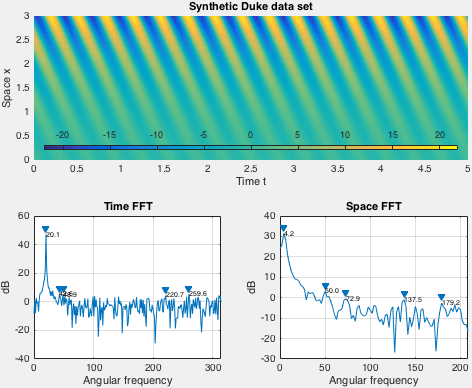 Synthetic Duke data set
Space x
3
2.5
2
1.5
1
0.5
0
-20 -15 -10 -5 0 5 10 15 20
0 0.5 1 1.5 2 2.5 3 3.5 4 4.5 5
Time t
Time FFT
dB
60
40
20
0
-20
-40
20.1
220.7
259.6
0 100 200 300
Angular frequency
Space FFT
dB
40
30
20
10
0
-10
-20
-30
4.2
50.0
137.5
179.2
0 50 100 150 200
Angular frequency